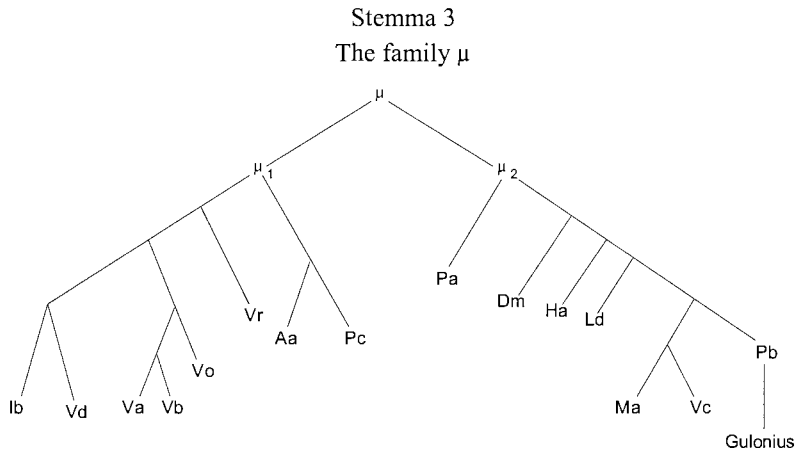 Stemma 3
The family μ
μ
μ1 μ2
Pa
Dm
Ha
Vr
Ld
Aa Pc
Pb
Vo
Ib Vd Va Vb Ma Vc
Gulonius